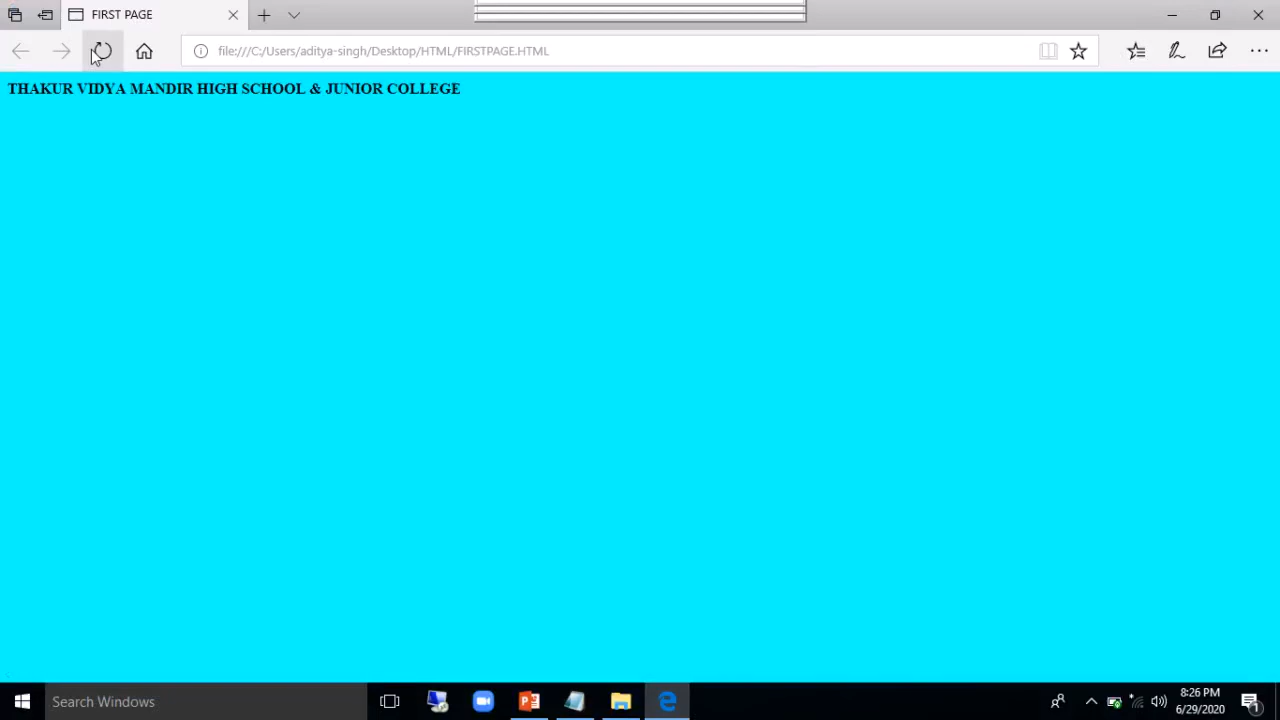 FIRST PAGE
file:///C:/Users/aditya-singh/Desktop/HTML/FIRSTPAGE.HTML
THAKUR VIDYA MANDIR HIGH SCHOOL & JUNIOR COLLEGE
Search Windows
8:26 PM
6/29/2020
1